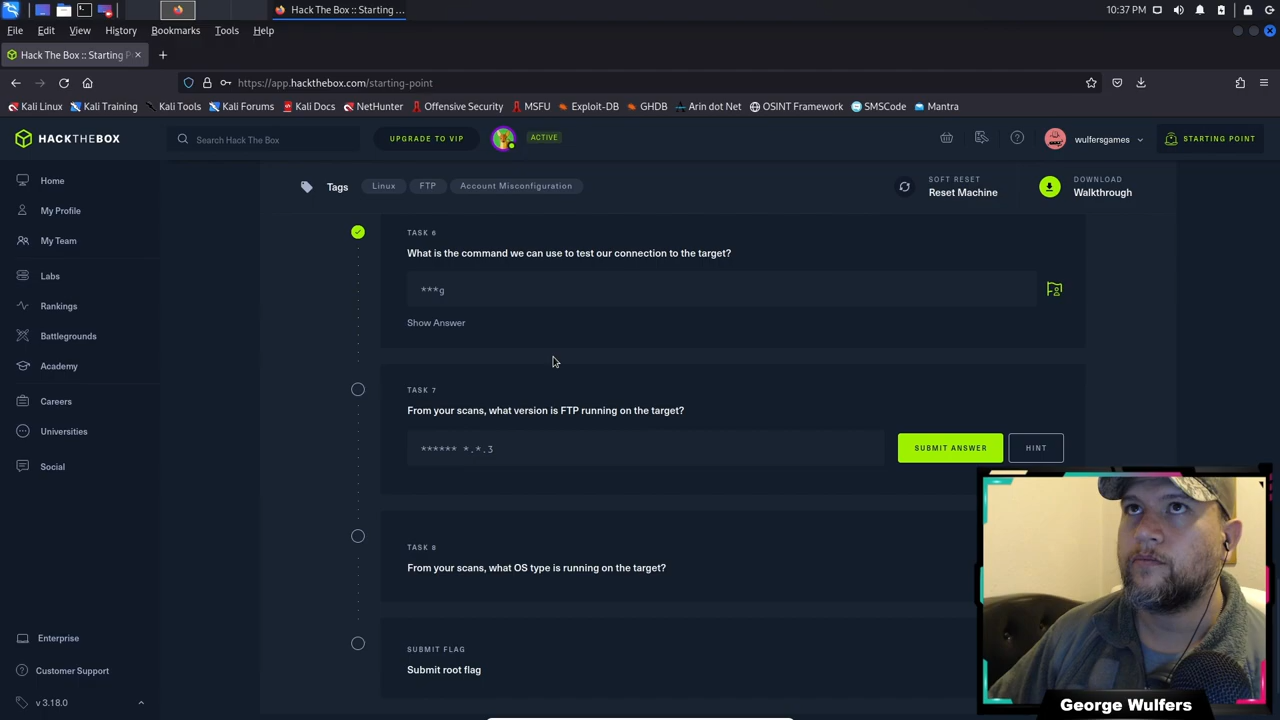 Hack The Box :: Starting ...
10:37 PM
File Edit View History Bookmarks Tools Help
Hack The Box :: Starting P
https://app.hackthebox.com/starting-point
Kali Linux Kali Training Kali Tools Kali Forums Kali Docs NetHunter Offensive Security MSFU Exploit-DB GHDB Arin dot Net OSINT Framework SMSCode Mantra
HACKTHEBOX
Search Hack The Box
UPGRADE TO VIP
ACTIVE
wulfersgames
STARTING POINT
Home
My Profile
My Team
Labs
Rankings
Battlegrounds
Academy
Careers
Universities
Social
Enterprise
Customer Support
v 3.18.0
Tags Linux FTP Account Misconfiguration
SOFT RESET
Reset Machine
DOWNLOAD
Walkthrough
TASK 6
What is the command we can use to test our connection to the target?
***g
Show Answer
TASK 7
From your scans, what version is FTP running on the target?
****** *.*.3
SUBMIT ANSWER
HINT
TASK 8
From your scans, what OS type is running on the target?
SUBMIT FLAG
Submit root flag
George Wulfers